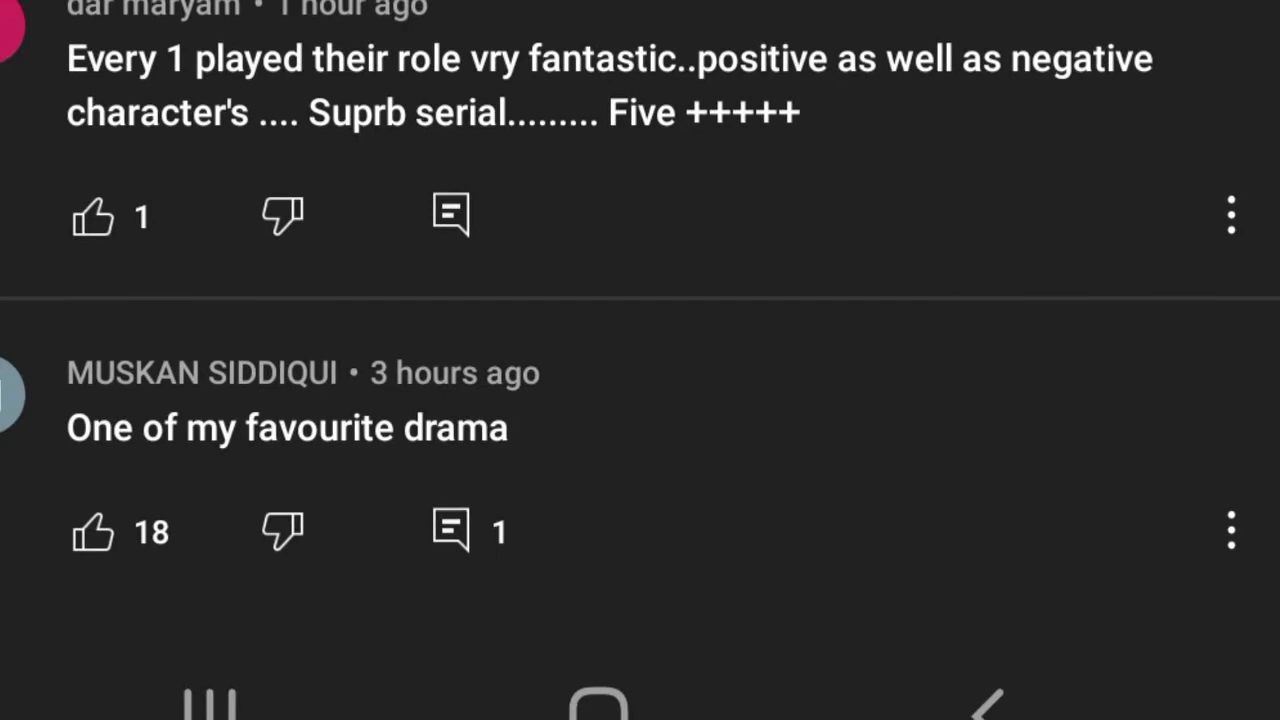 dar maryam • 1 hour ago
Every 1 played their role vry fantastic..positive as well as negative
character's .... Suprb serial......... Five +++++
1
MUSKAN SIDDIQUI • 3 hours ago
One of my favourite drama
18 1